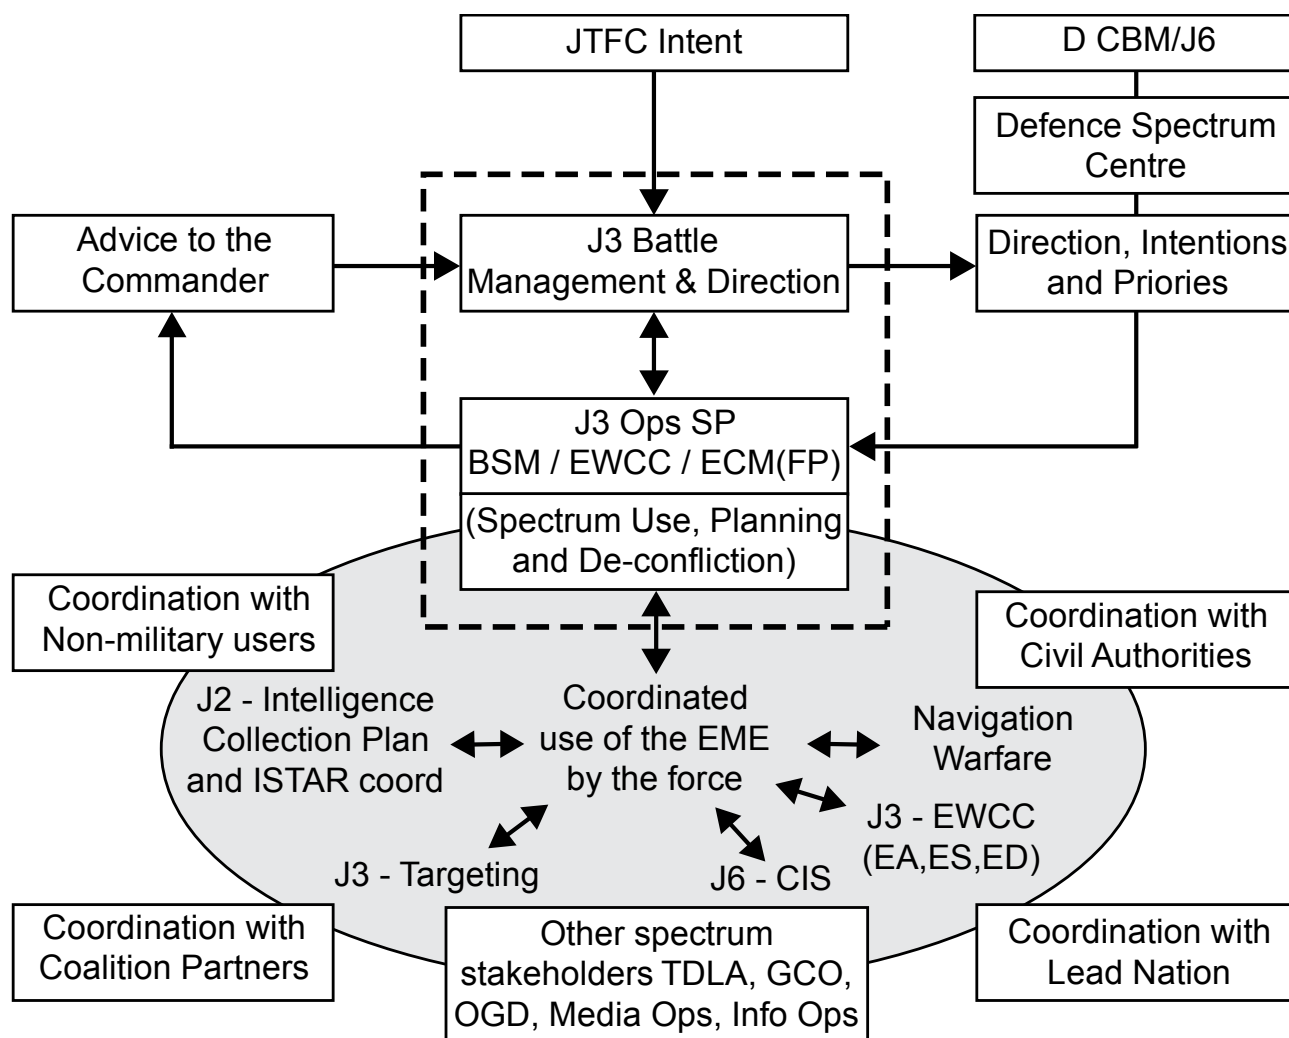 JTFC Intent
D CBM/J6
Defence Spectrum
Centre
Advice to the
Commander
J3 Battle
Management & Direction
Direction, Intentions
and Priories
J3 Ops SP
BSM / EWCC / ECM(FP)
(Spectrum Use, Planning
and De-confliction)
Coordination with
Non-military users
Coordination with
Civil Authorities
J2 - Intelligence
Collection Plan
and ISTAR coord
Coordinated
use of the EME
by the force
Navigation
Warfare
J3 - EWCC
(EA,ES,ED)
J3 - Targeting
J6 - CIS
Coordination with
Coalition Partners
Other spectrum
stakeholders TDLA, GCO,
OGD, Media Ops, Info Ops
Coordination with
Lead Nation